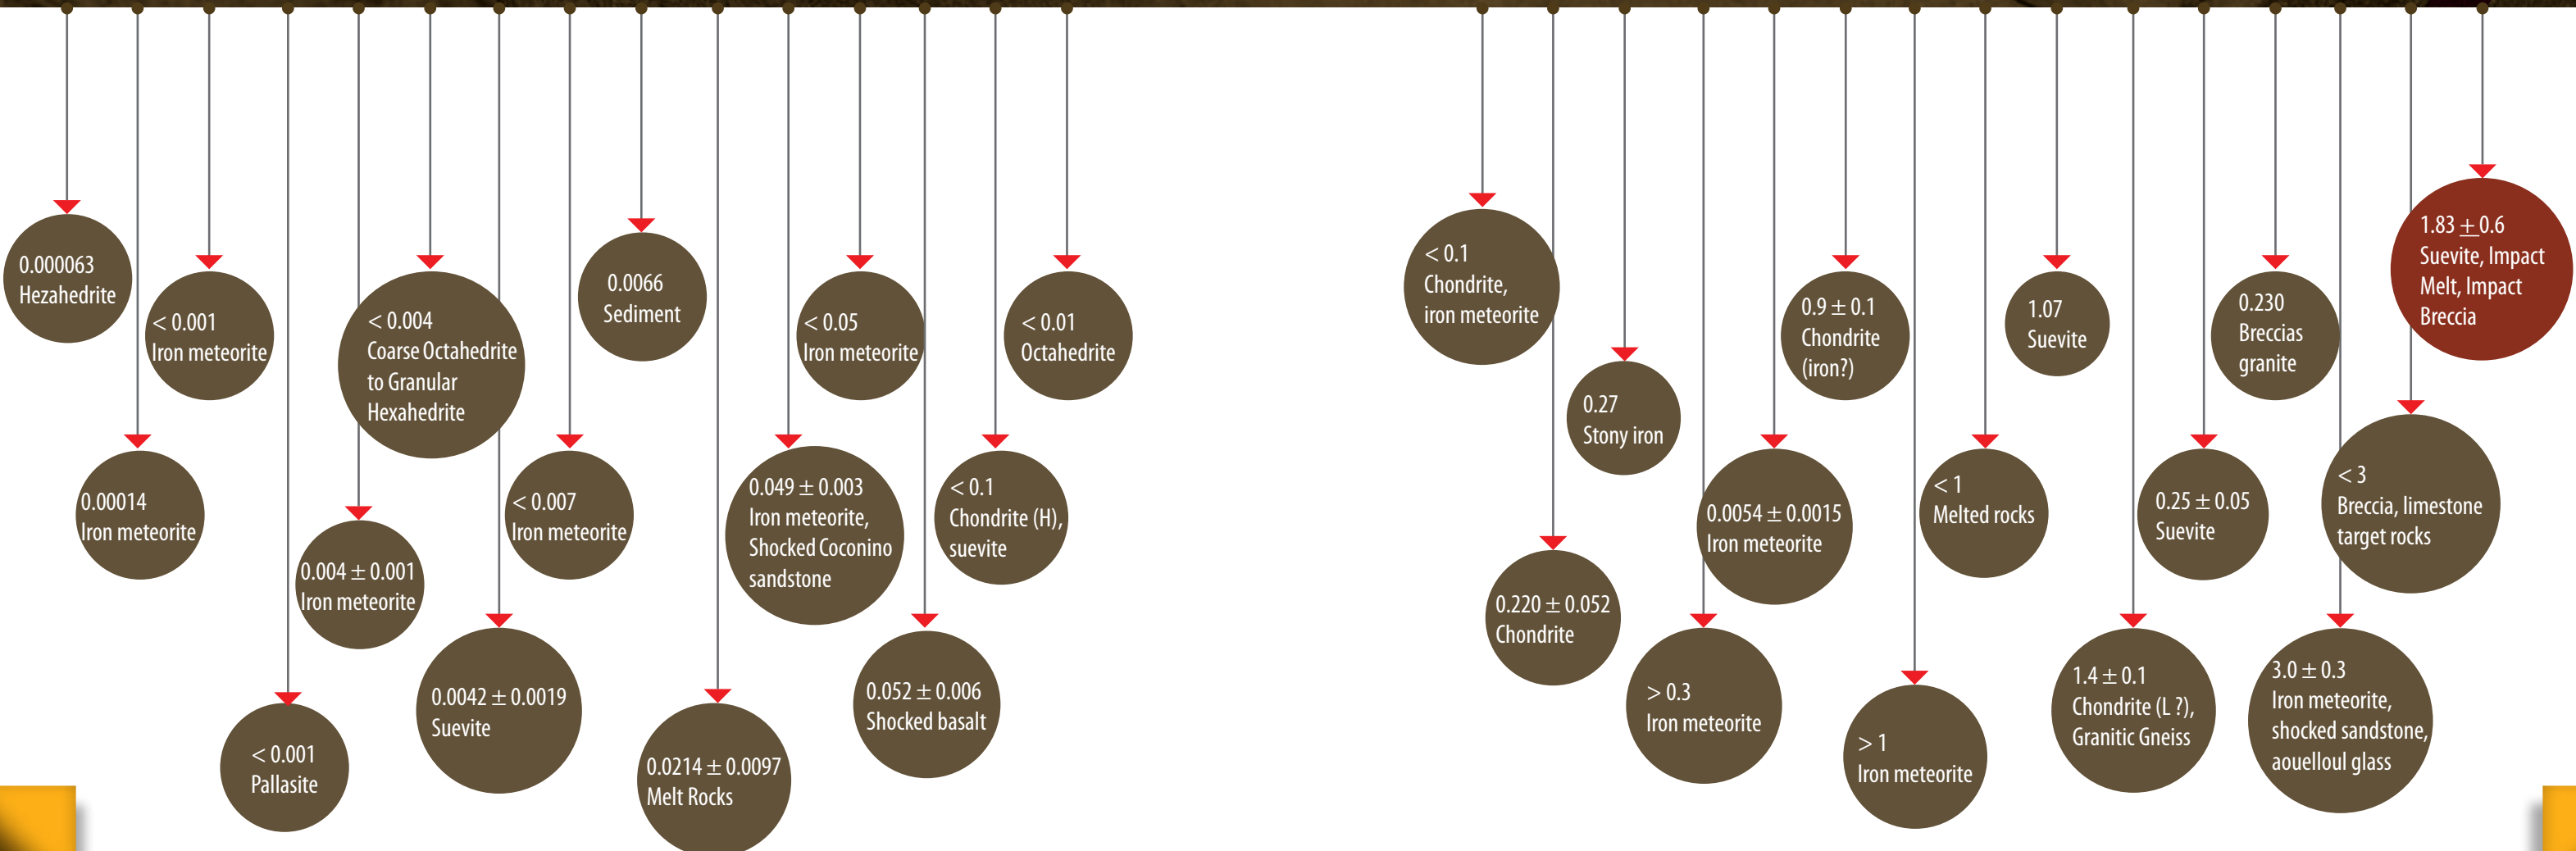 0.000063
Hezahedrite
0.00014
Iron meteorite
< 0.001
Iron meteorite
< 0.001
Pallasite
0.004 ± 0.001
Iron meteorite
< 0.004
Coarse Octahedrite
to Granular
Hexahedrite
0.0042 ± 0.0019
Suevite
< 0.007
Iron meteorite
0.0066
Sediment
0.0214 ± 0.0097
Melt Rocks
0.049 ± 0.003
Iron meteorite,
Shocked Coconino
sandstone
< 0.05
Iron meteorite
0.052 ± 0.006
Shocked basalt
< 0.1
Chondrite (H),
suevite
< 0.01
Octahedrite
< 0.1
Chondrite,
iron meteorite
0.220 ± 0.052
Chondrite
0.27
Stony iron
> 0.3
Iron meteorite
0.0054 ± 0.0015
Iron meteorite
0.9 ± 0.1
Chondrite
(iron?)
> 1
Iron meteorite
< 1
Melted rocks
1.07
Suevite
1.4 ± 0.1
Chondrite (L ?),
Granitic Gneiss
0.25 ± 0.05
Suevite
0.230
Breccias
granite
3.0 ± 0.3
Iron meteorite,
shocked sandstone,
aouelloul glass
< 3
Breccia, limestone
target rocks
1.83 ± 0.6
Suevite, Impact
Melt, Impact
Breccia